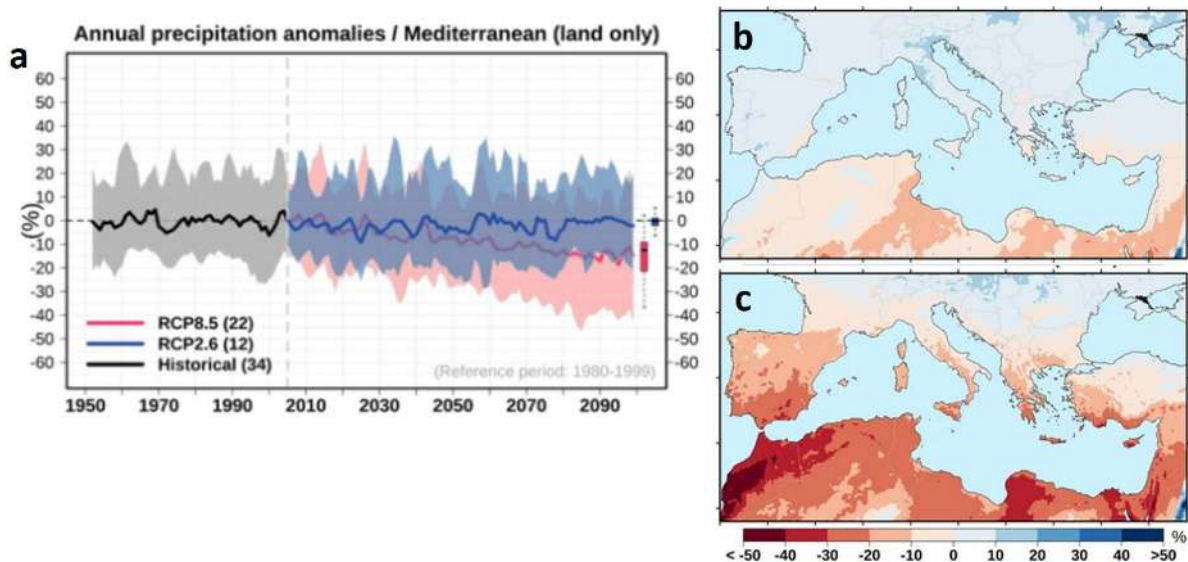 Annual precipitation anomalies / Mediterranean (land only)
a
60
50
40
30
20
10
0
-10
-20
-30
-40
-50
-60
(%)
60
50
40
30
20
10
0
-10
-20
-30
-40
-50
-60
RCP8.5 (22)
RCP2.6 (12)
Historical (34)
(Reference period: 1980-1999)
1950 1970 1990 2010 2030 2050 2070 2090
b
c
%
< -50 -40 -30 -20 -10 0 10 20 30 40 >50